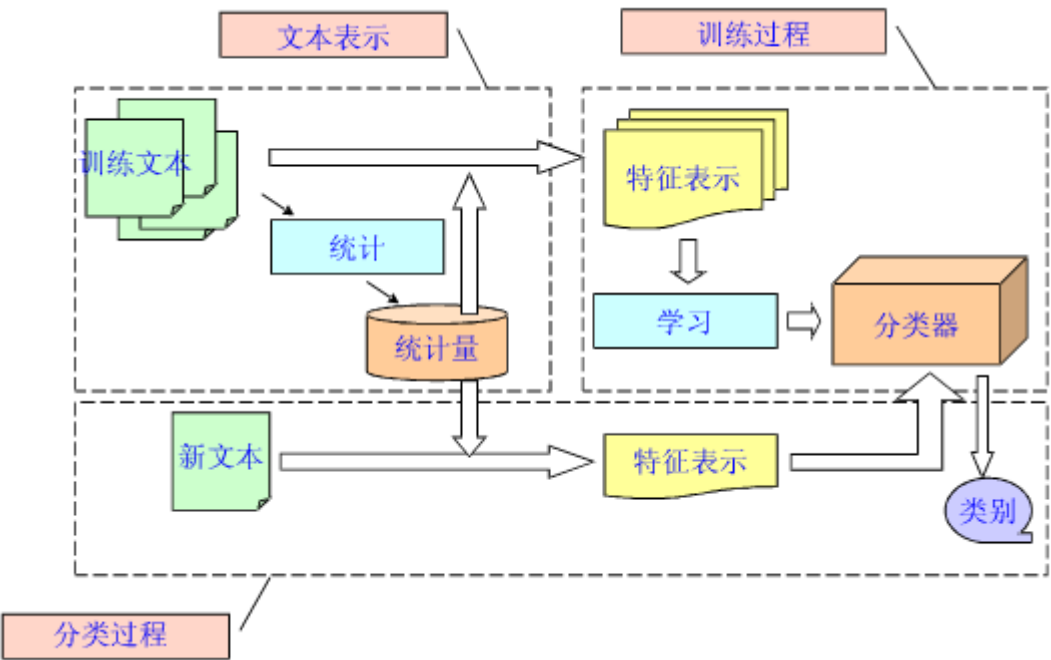 文本表示
训练过程
训练文本
特征表示
统计
学习
分类器
统计量
新文本
特征表示
类别
分类过程